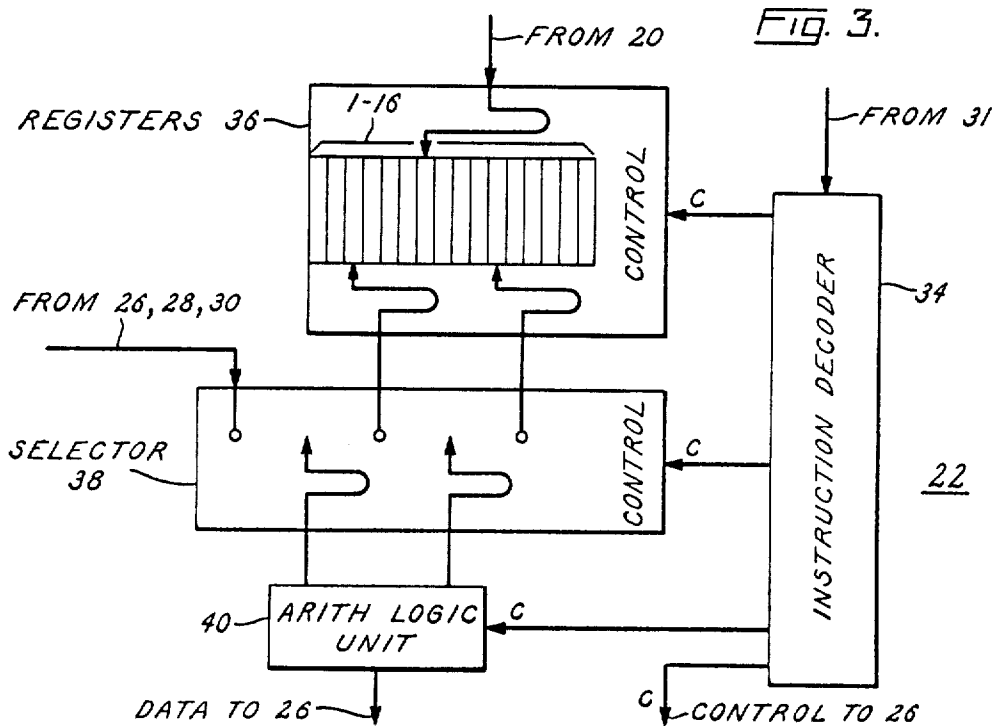 FROM 20
Fig. 3.
REGISTERS 36
1-16
FROM 31
CONTROL
C
FROM 26, 28, 30
34
INSTRUCTION DECODER
SELECTOR
38
CONTROL
C
22
40
ARITH LOGIC
UNIT
C
DATA TO 26
C
CONTROL TO 26